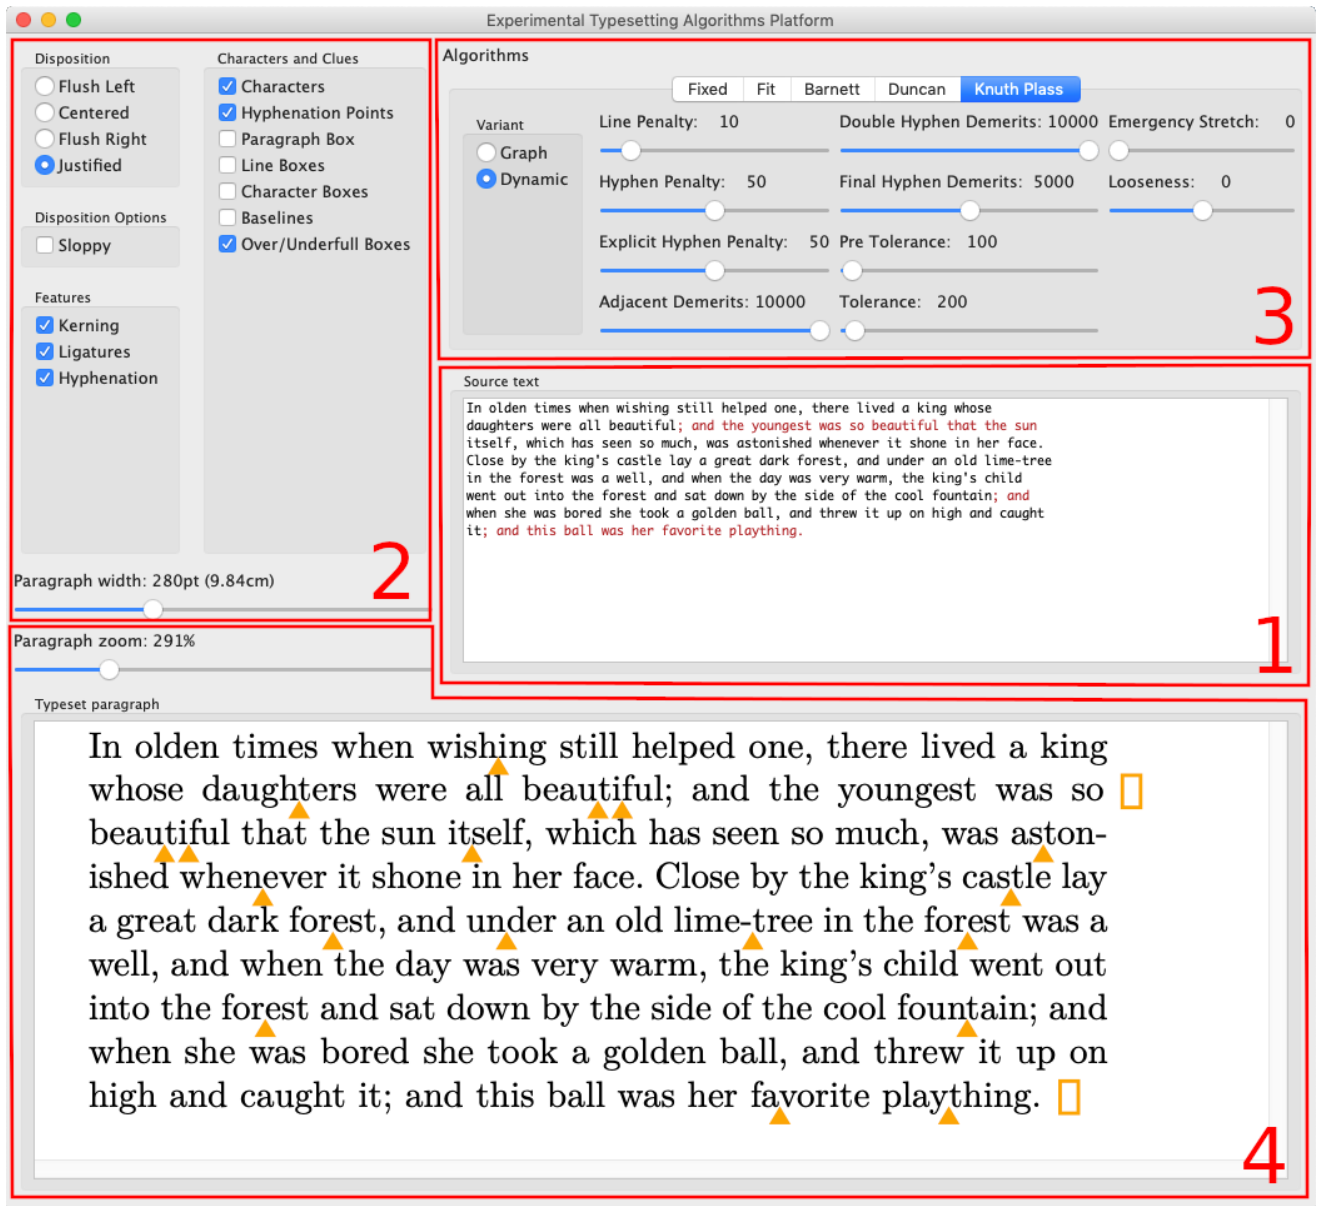 Experimental Typesetting Algorithms Platform
Disposition
Flush Left
Centered
Flush Right
Justified
Disposition Options
Sloppy
Features
Kerning
Ligatures
Hyphenation
Characters and Clues
Characters
Hyphenation Points
Paragraph Box
Line Boxes
Character Boxes
Baselines
Over/Underfull Boxes
2
Paragraph width: 280pt (9.84cm)
Algorithms
Fixed Fit Barnett Duncan Knuth Plass
Variant
Graph
Dynamic
Line Penalty: 10
Hyphen Penalty: 50
Explicit Hyphen Penalty: 50
Adjacent Demerits: 10000
Double Hyphen Demerits: 10000
Final Hyphen Demerits: 5000
Pre Tolerance: 100
Tolerance: 200
Emergency Stretch: 0
Looseness: 0
3
Source text
In olden times when wishing still helped one, there lived a king whose
daughters were all beautiful; and the youngest was so beautiful that the sun
itself, which has seen so much, was astonished whenever it shone in her face.
Close by the king's castle lay a great dark forest, and under an old lime-tree
in the forest was a well, and when the day was very warm, the king's child
went out into the forest and sat down by the side of the cool fountain; and
when she was bored she took a golden ball, and threw it up on high and caught
it; and this ball was her favorite plaything.
1
Paragraph zoom: 291%
Typeset paragraph
In olden times when wishing still helped one, there lived a king
whose daughters were all beautiful; and the youngest was so
beautiful that the sun itself, which has seen so much, was aston-
ished whenever it shone in her face. Close by the king’s castle lay
a great dark forest, and under an old lime-tree in the forest was a
well, and when the day was very warm, the king’s child went out
into the forest and sat down by the side of the cool fountain; and
when she was bored she took a golden ball, and threw it up on
high and caught it; and this ball was her favorite plaything.
4